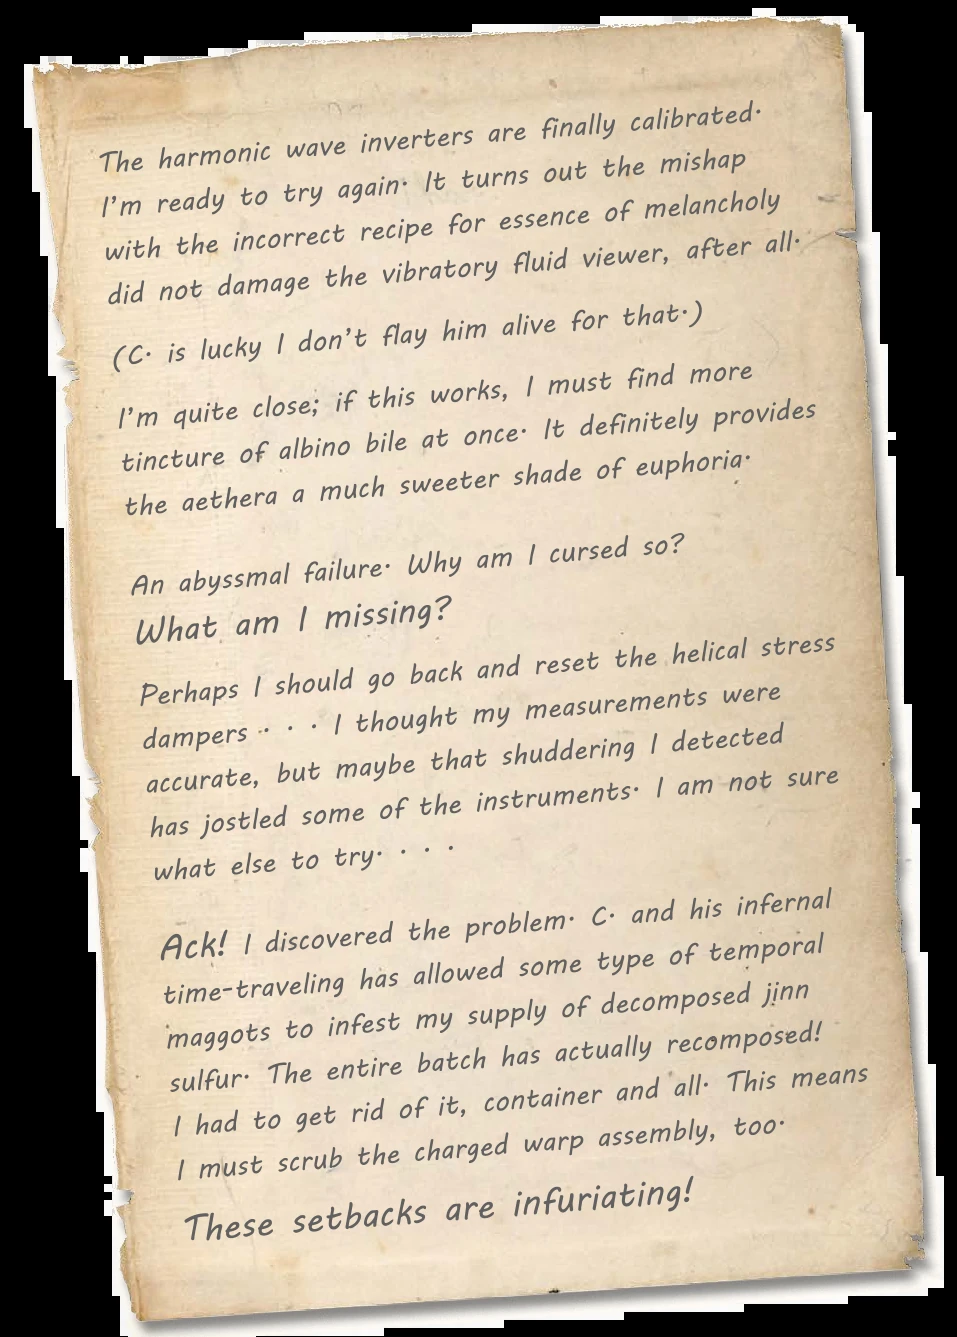 The harmonic wave inverters are finally calibrated.
I'm ready to try again. It turns out the mishap
with the incorrect recipe for essence of melancholy
did not damage the vibratory fluid viewer, after all.
(C. is lucky I don't flay him alive for that.)
I'm quite close; if this works, I must find more
tincture of albino bile at once. It definitely provides
the aethera a much sweeter shade of euphoria.
An abyssmal failure. Why am I cursed so?
What am I missing?
Perhaps I should go back and reset the helical stress
dampers . . . I thought my measurements were
accurate, but maybe that shuddering I detected
has jostled some of the instruments. I am not sure
what else to try. . . .
Ack! I discovered the problem. C. and his infernal
time-traveling has allowed some type of temporal
maggots to infest my supply of decomposed jinn
sulfur. The entire batch has actually recomposed!
I had to get rid of it, container and all. This means
I must scrub the charged warp assembly, too.
These setbacks are infuriating!